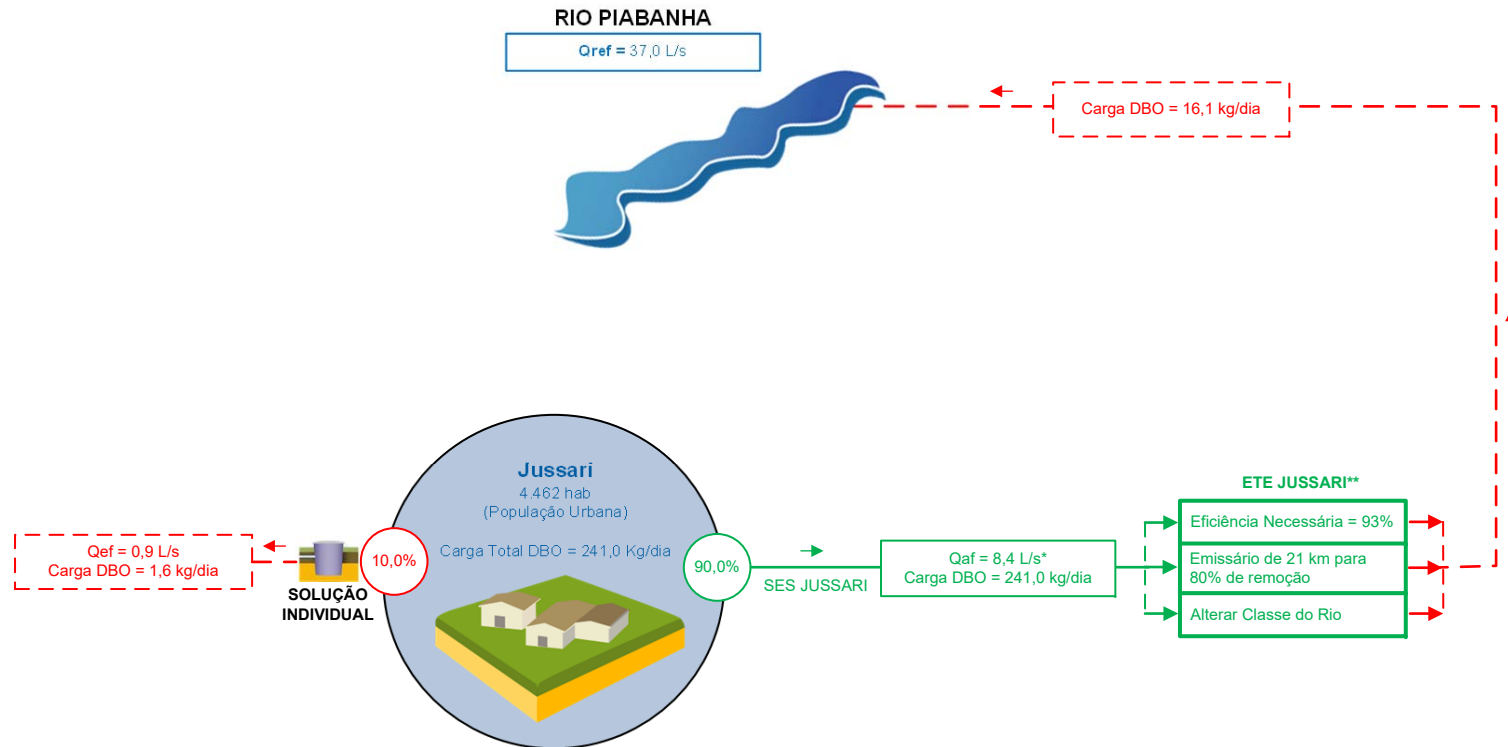 RIO PIABANHA
Qref = 37,0 L/s
Carga DBO = 16,1 kg/dia
Jussari
4.462 hab
(População Urbana)
Carga Total DBO = 241,0 Kg/dia
10,0%
90,0%
Qef = 0,9 L/s
Carga DBO = 1,6 kg/dia
SOLUÇÃO
INDIVIDUAL
SES JUSSARI
Qaf = 8,4 L/s*
Carga DBO = 241,0 kg/dia
ETE JUSSARI**
Eficiência Necessária = 93%
Emissário de 21 km para
80% de remoção
Alterar Classe do Rio